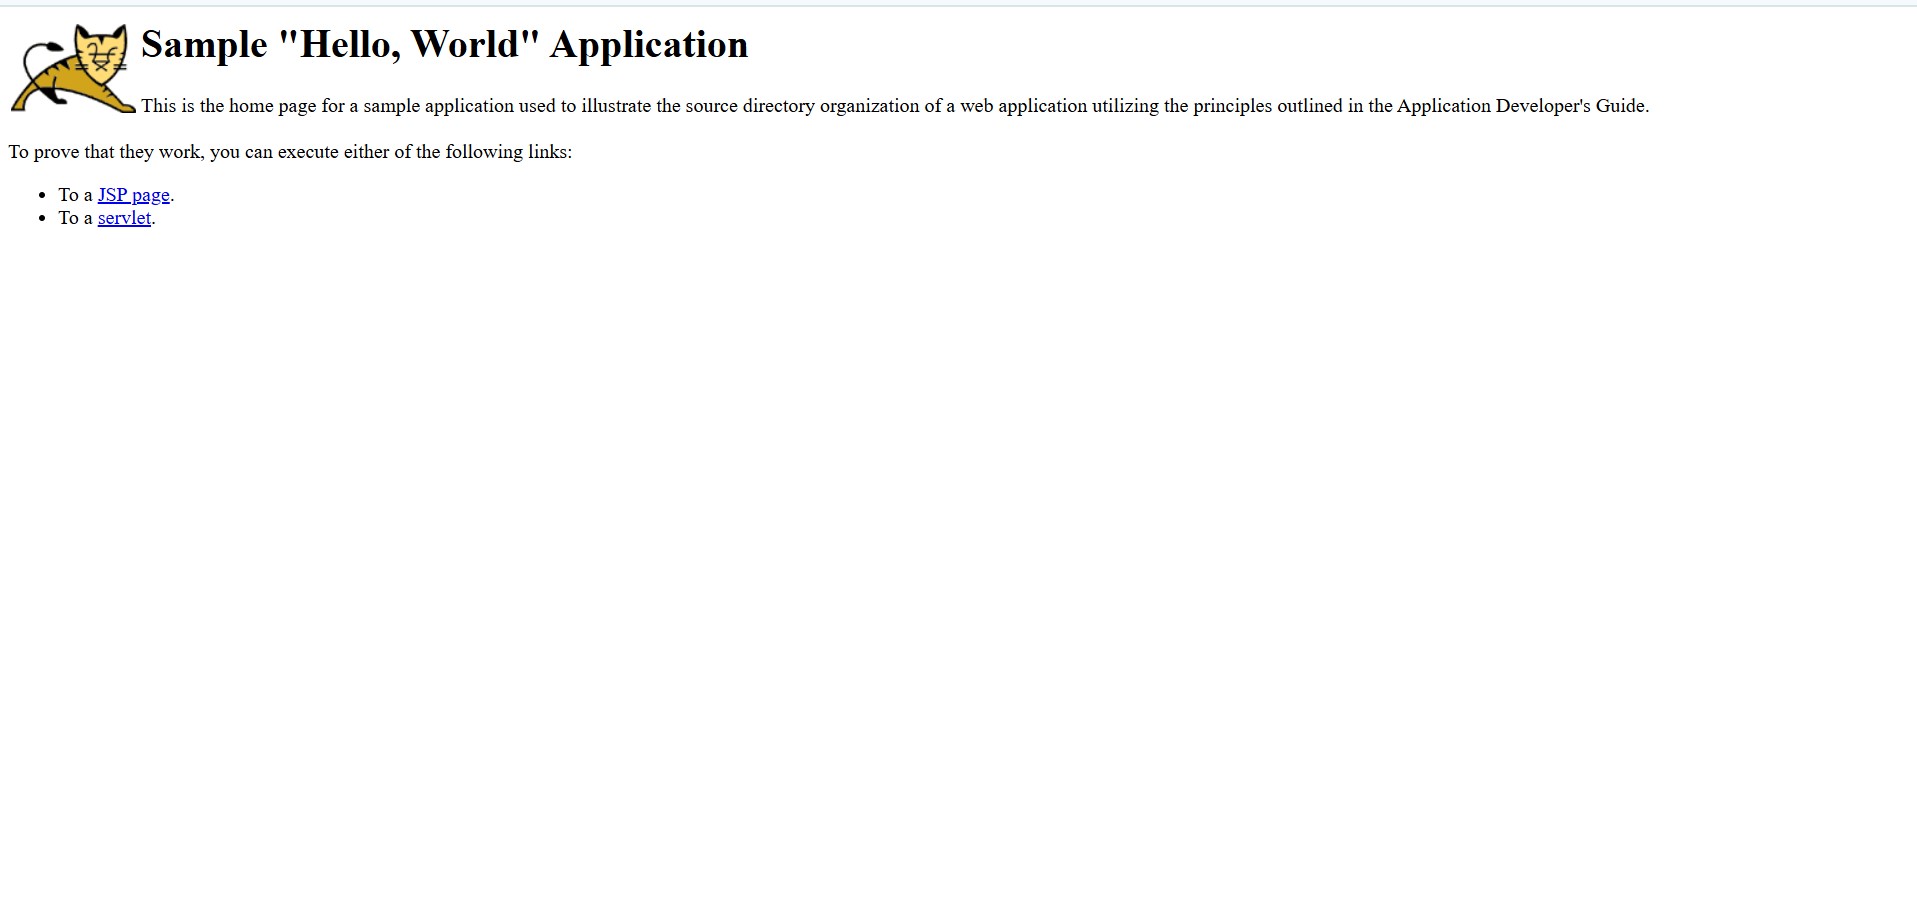 Sample "Hello, World" Application
This is the home page for a sample application used to illustrate the source directory organization of a web application utilizing the principles outlined in the Application Developer's Guide.
To prove that they work, you can execute either of the following links:
• To a JSP page.
• To a servlet.